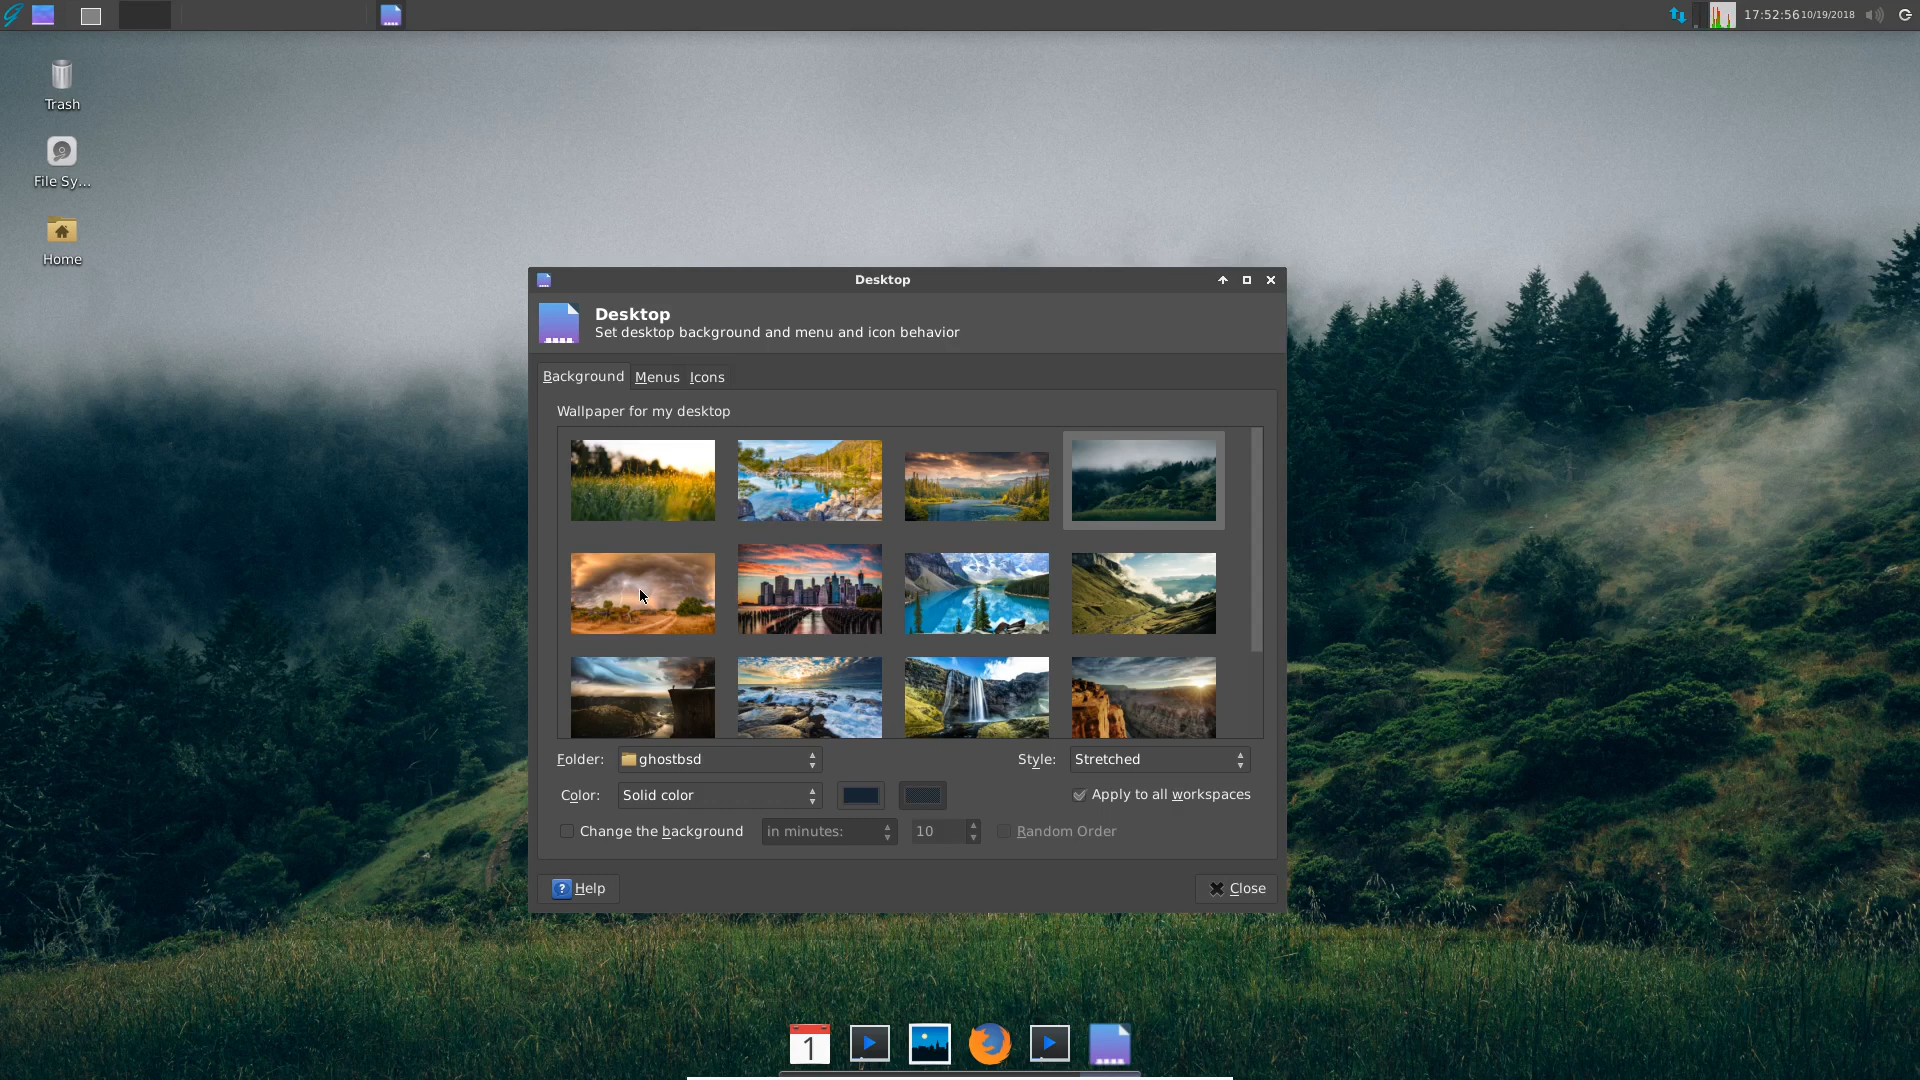 17:52:56 10/19/2018
Trash
File Sy...
Home
Desktop
Desktop
Set desktop background and menu and icon behavior
Background Menus Icons
Wallpaper for my desktop
Folder: ghostbsd Style: Stretched
Color: Solid color Apply to all workspaces
Change the background in minutes: 10 Random Order
? Help Close
1